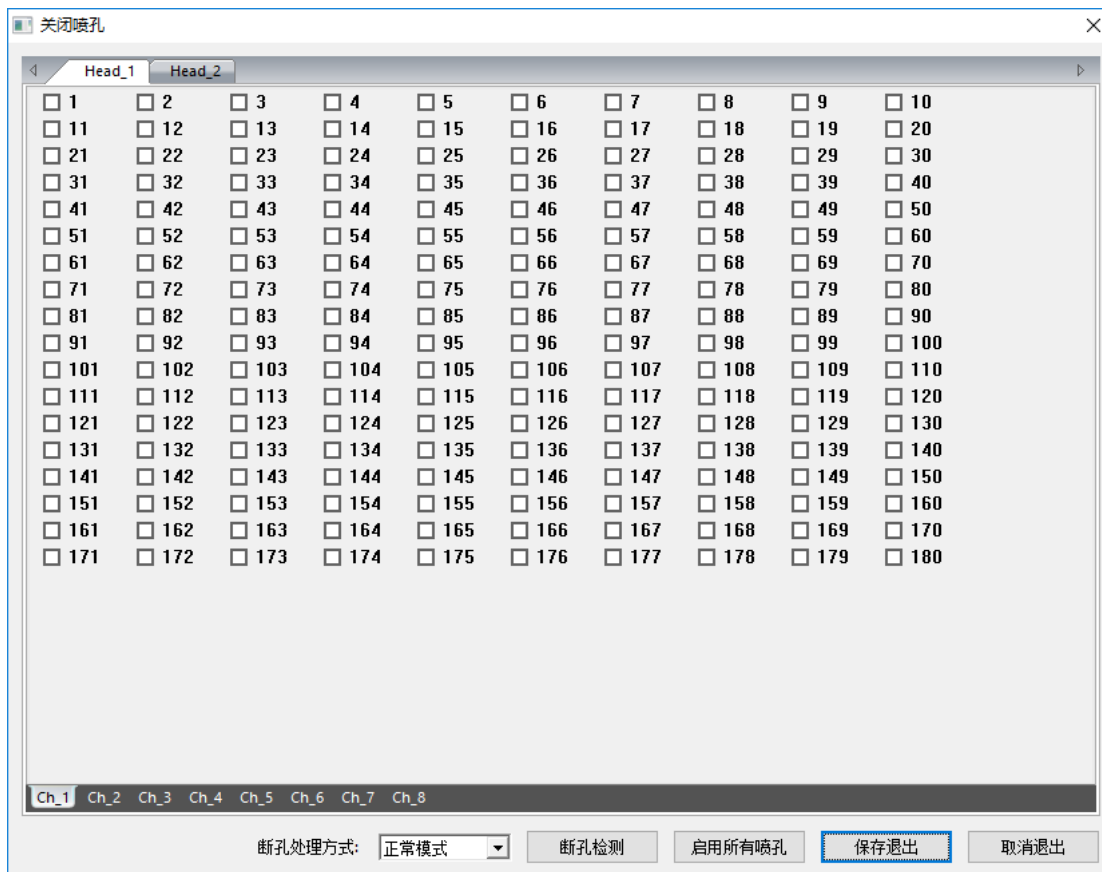 关闭喷孔
Head_1 Head_2
1 2 3 4 5 6 7 8 9 10
11 12 13 14 15 16 17 18 19 20
21 22 23 24 25 26 27 28 29 30
31 32 33 34 35 36 37 38 39 40
41 42 43 44 45 46 47 48 49 50
51 52 53 54 55 56 57 58 59 60
61 62 63 64 65 66 67 68 69 70
71 72 73 74 75 76 77 78 79 80
81 82 83 84 85 86 87 88 89 90
91 92 93 94 95 96 97 98 99 100
101 102 103 104 105 106 107 108 109 110
111 112 113 114 115 116 117 118 119 120
121 122 123 124 125 126 127 128 129 130
131 132 133 134 135 136 137 138 139 140
141 142 143 144 145 146 147 148 149 150
151 152 153 154 155 156 157 158 159 160
161 162 163 164 165 166 167 168 169 170
171 172 173 174 175 176 177 178 179 180
Ch_1 Ch_2 Ch_3 Ch_4 Ch_5 Ch_6 Ch_7 Ch_8
断孔处理方式: 正常模式 断孔检测 启用所有喷孔 保存退出 取消退出